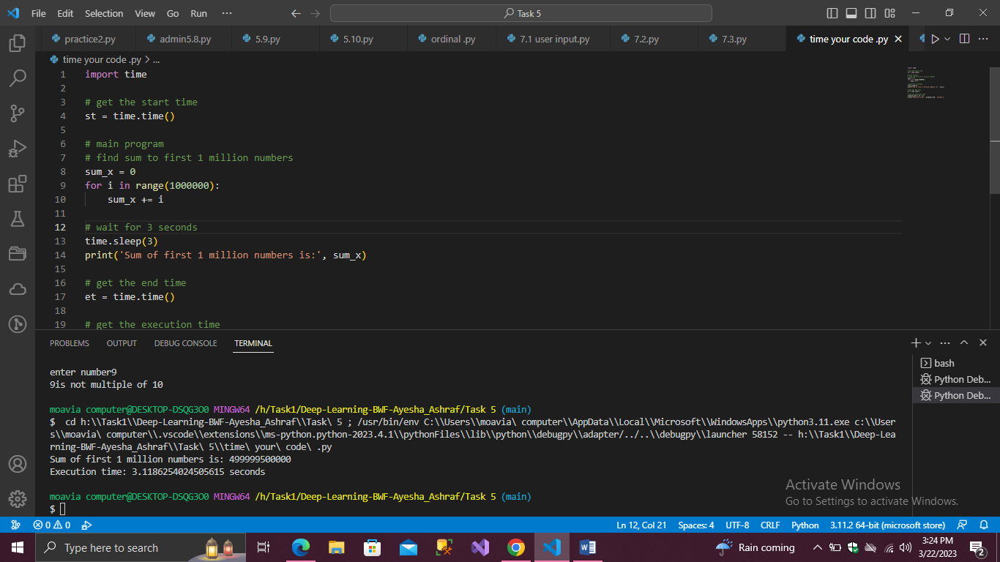 File Edit Selection View Go Run ··· Task 5
practice2.py admin5.8.py 5.9.py 5.10.py ordinal .py 7.1 user input.py 7.2.py 7.3.py time your code .py
time your code .py > ...
1 import time
2
3 # get the start time
4 st = time.time()
5
6 # main program
7 # find sum to first 1 million numbers
8 sum_x = 0
9 for i in range(1000000):
10     sum_x += i
11
12 # wait for 3 seconds
13 time.sleep(3)
14 print('Sum of first 1 million numbers is:', sum_x)
15
16 # get the end time
17 et = time.time()
18
19 # get the execution time
PROBLEMS OUTPUT DEBUG CONSOLE TERMINAL
bash
Python Deb...
Python Deb...
enter number9
9is not multiple of 10
moavia computer@DESKTOP-DSQG3O0 MINGW64 /h/Task1/Deep-Learning-BWF-Ayesha_Ashraf/Task 5 (main)
$  cd h:\\Task1\\Deep-Learning-BWF-Ayesha_Ashraf\\Task\ 5 ; /usr/bin/env C:\\Users\\moavia\ computer\\AppData\\Local\\Microsoft\\WindowsApps\\python3.11.exe c:\\User
s\\moavia\ computer\\.vscode\\extensions\\ms-python.python-2023.4.1\\pythonFiles\\lib\\python\\debugpy\\adapter/../..\\debugpy\\launcher 58152 -- h:\\Task1\\Deep-Lea
rning-BWF-Ayesha_Ashraf\\Task\ 5\\time\ your\ code\ .py
Sum of first 1 million numbers is: 499999500000
Execution time: 3.1186254024505615 seconds
moavia computer@DESKTOP-DSQG3O0 MINGW64 /h/Task1/Deep-Learning-BWF-Ayesha_Ashraf/Task 5 (main)
$
Activate Windows
Go to Settings to activate Windows.
0 0 Ln 12, Col 21 Spaces: 4 UTF-8 CRLF Python 3.11.2 64-bit (microsoft store)
Type here to search Rain coming 3:24 PM
3/22/2023 2